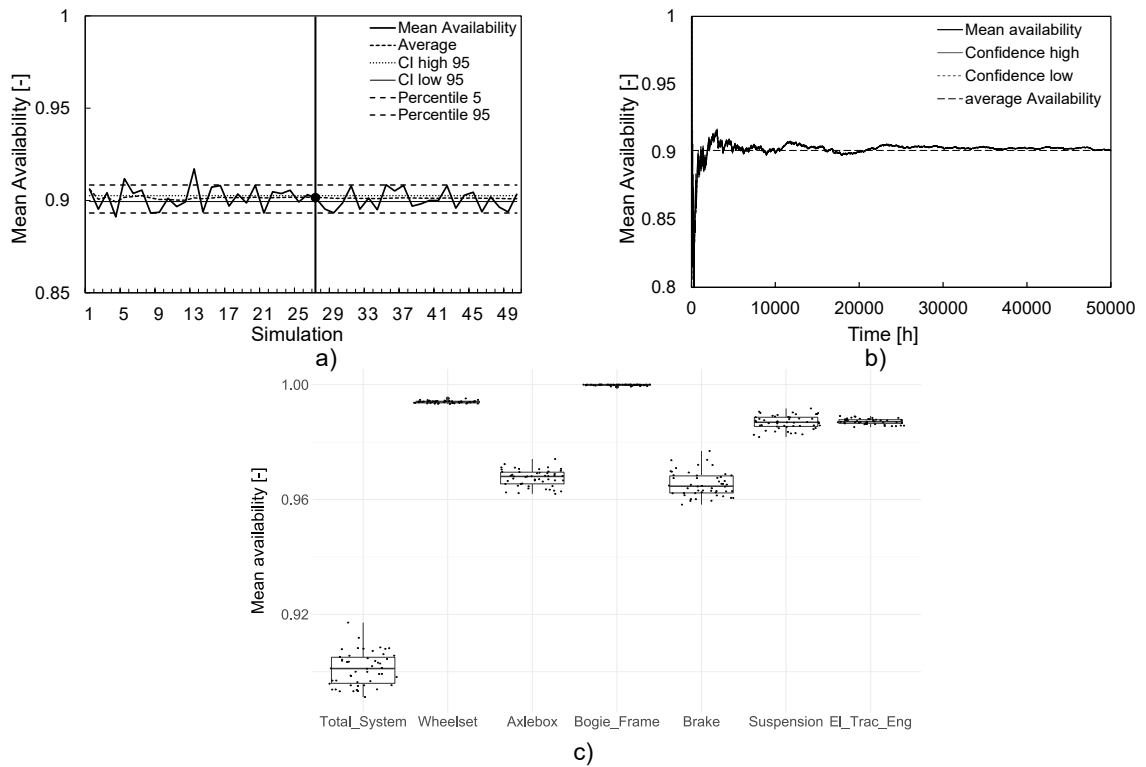 1
0.95
0.9
0.85
Mean Availability [-]
Mean Availability
Average
CI high 95
CI low 95
Percentile 5
Percentile 95
1 5 9 13 17 21 25 29 33 37 41 45 49
Simulation
a)
1
0.95
0.9
0.85
0.8
Mean Availability [-]
Mean availability
Confidence high
Confidence low
average Availability
0 10000 20000 30000 40000 50000
Time [h]
b)
1.00
0.96
0.92
Mean availability [-]
Total_System Wheelset Axlebox Bogie_Frame Brake Suspension El_Trac_Eng
c)